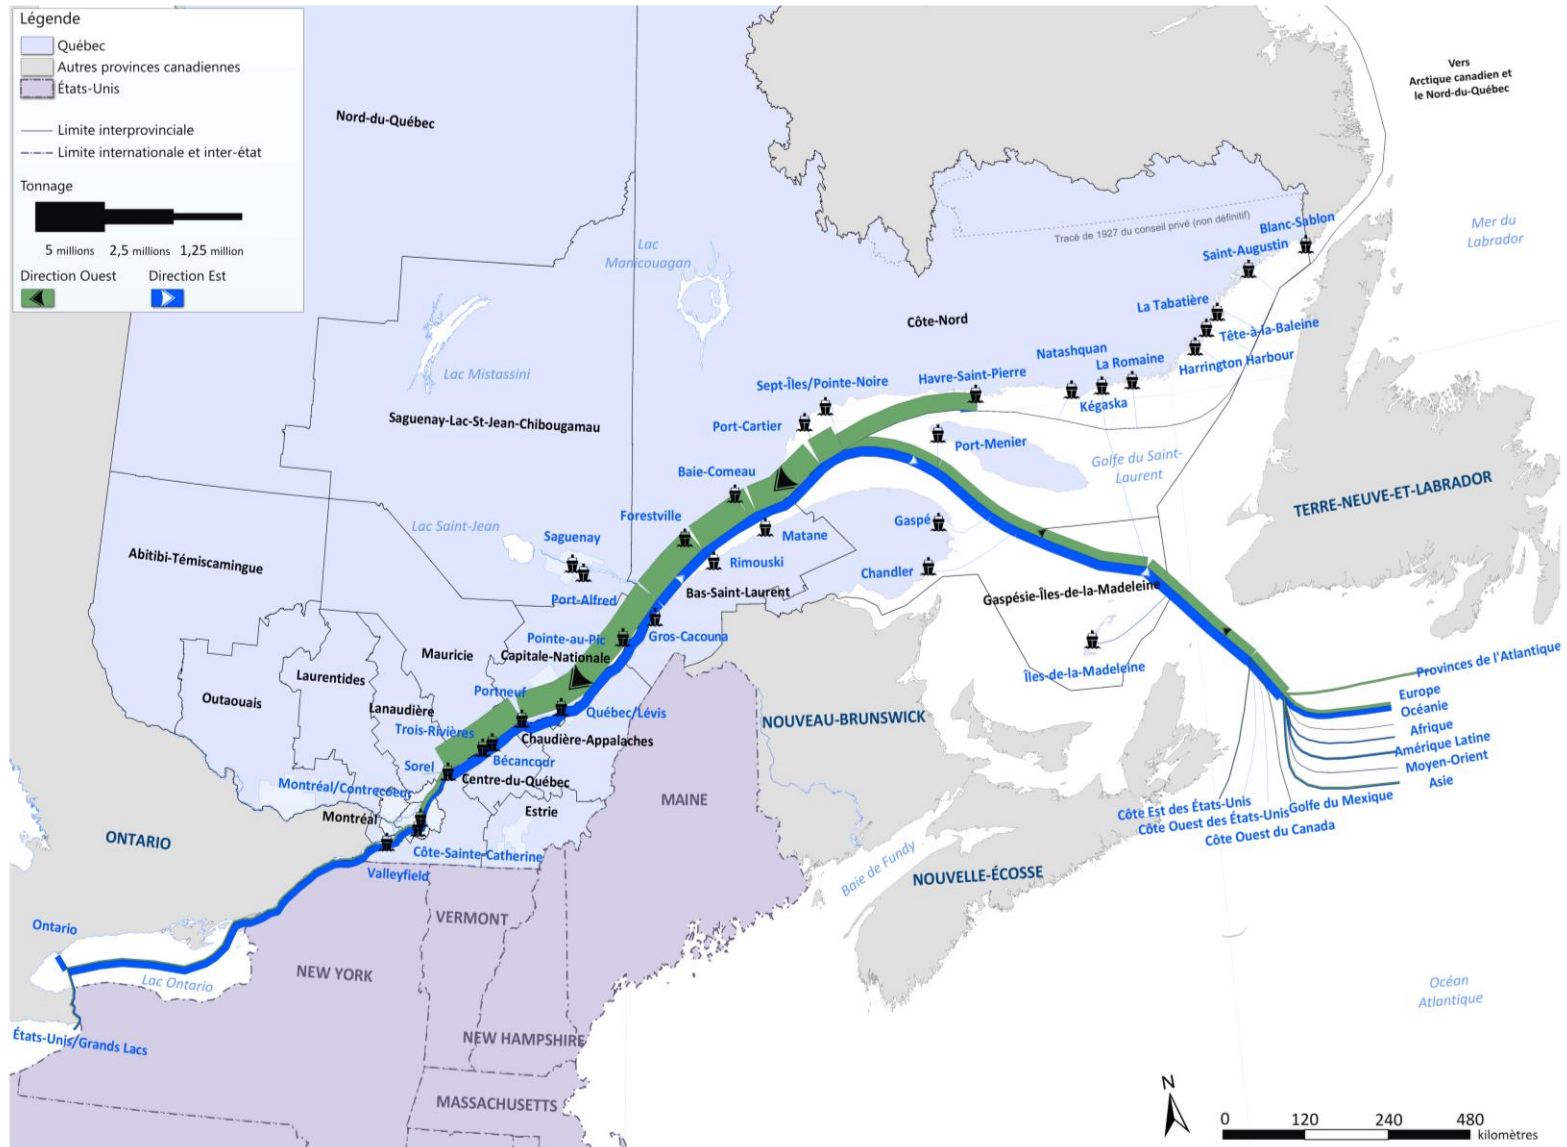 Légende
Québec
Autres provinces canadiennes
États-Unis
Limite interprovinciale
Limite internationale et inter-état
Tonnage
5 millions 2,5 millions 1,25 million
Direction Ouest Direction Est
Vers
Arctique canadien et
le Nord-du-Québec
Nord-du-Québec
Tracé de 1927 du conseil privé (non définitif)
Blanc-Sablon
Mer du
Labrador
Saint-Augustin
Lac
Manicouagan
La Tabatière
Côte-Nord
Tête-à-la-Baleine
Natashquan
La Romaine
Harrington Harbour
Lac Mistassini
Sept-Îles/Pointe-Noire
Havre-Saint-Pierre
Kégaska
Saguenay-Lac-St-Jean-Chibougamau
Port-Cartier
Port-Menier
Golfe du Saint-
Laurent
Baie-Comeau
TERRE-NEUVE-ET-LABRADOR
Forestville
Lac Saint-Jean
Gaspé
Saguenay
Matane
Abitibi-Témiscamingue
Rimouski
Chandler
Port-Alfred
Bas-Saint-Laurent
Gaspésie-Îles-de-la-Madeleine
Pointe-au-Pic
Gros-Cacouna
Mauricie
Capitale-Nationale
Îles-de-la-Madeleine
Provinces de l'Atlantique
Laurentides
Portneuf
Europe
Outaouais
Lanaudière
Québec/Lévis
NOUVEAU-BRUNSWICK
Océanie
Trois-Rivières
Chaudière-Appalaches
Afrique
Amérique Latine
Sorel
Bécancour
Moyen-Orient
Centre-du-Québec
Asie
Montréal/Contrecoeur
MAINE
Montréal
Estrie
Côte Est des États-Unis
Golfe du Mexique
Côte Ouest des États-Unis
Côte Ouest du Canada
ONTARIO
Côte-Sainte-Catherine
Valleyfield
Baie de Fundy
NOUVELLE-ÉCOSSE
VERMONT
Ontario
NEW YORK
Lac Ontario
Océan
Atlantique
États-Unis/Grands Lacs
NEW HAMPSHIRE
MASSACHUSETTS
N
0 120 240 480
kilomètres